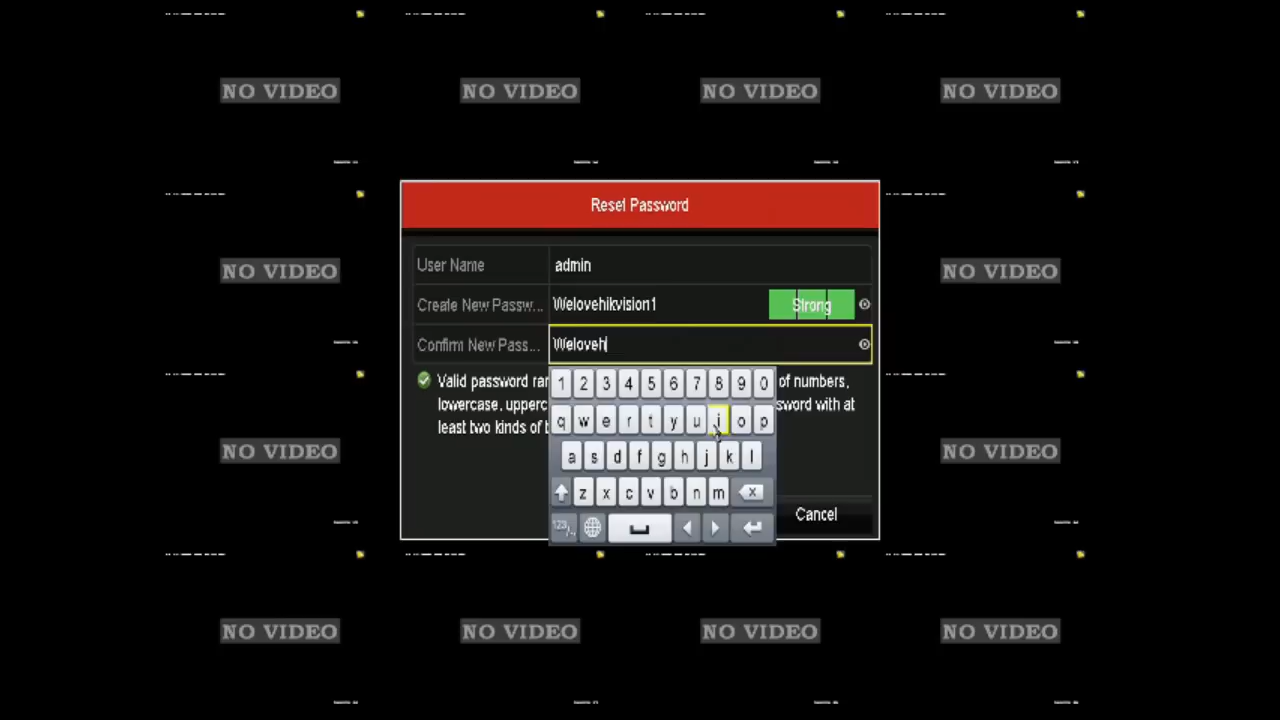 NO VIDEO NO VIDEO NO VIDEO NO VIDEO
Reset Password
User Name admin
NO VIDEO NO VIDEO
Create New Passw... Welovehikvision1 Strong
Confirm New Pass... Weloveh
Valid password ran of numbers,
lowercase, upperc sword with at
least two kinds of b
1 2 3 4 5 6 7 8 9 0
q w e r t y u i o p
a s d f g h j k l
NO VIDEO NO VIDEO
z x c v b n m
123/.,
Cancel
NO VIDEO NO VIDEO NO VIDEO NO VIDEO